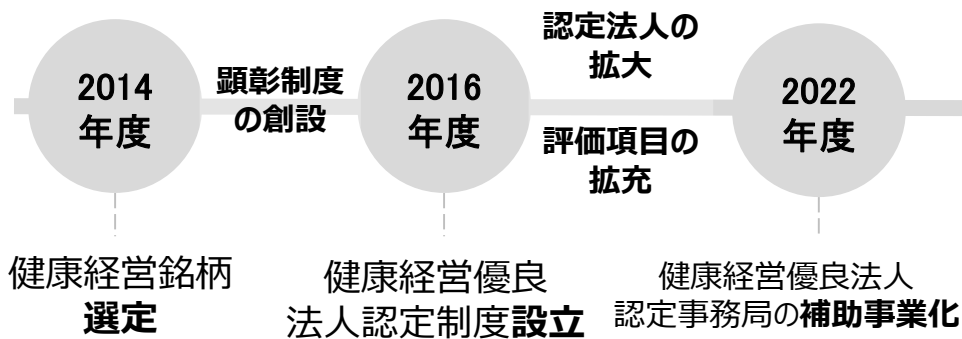 2014
年度
顕彰制度
の創設
2016
年度
認定法人の
拡大
評価項目の
拡充
2022
年度
健康経営銘柄
選定
健康経営優良
法人認定制度設立
健康経営優良法人
認定事務局の補助事業化